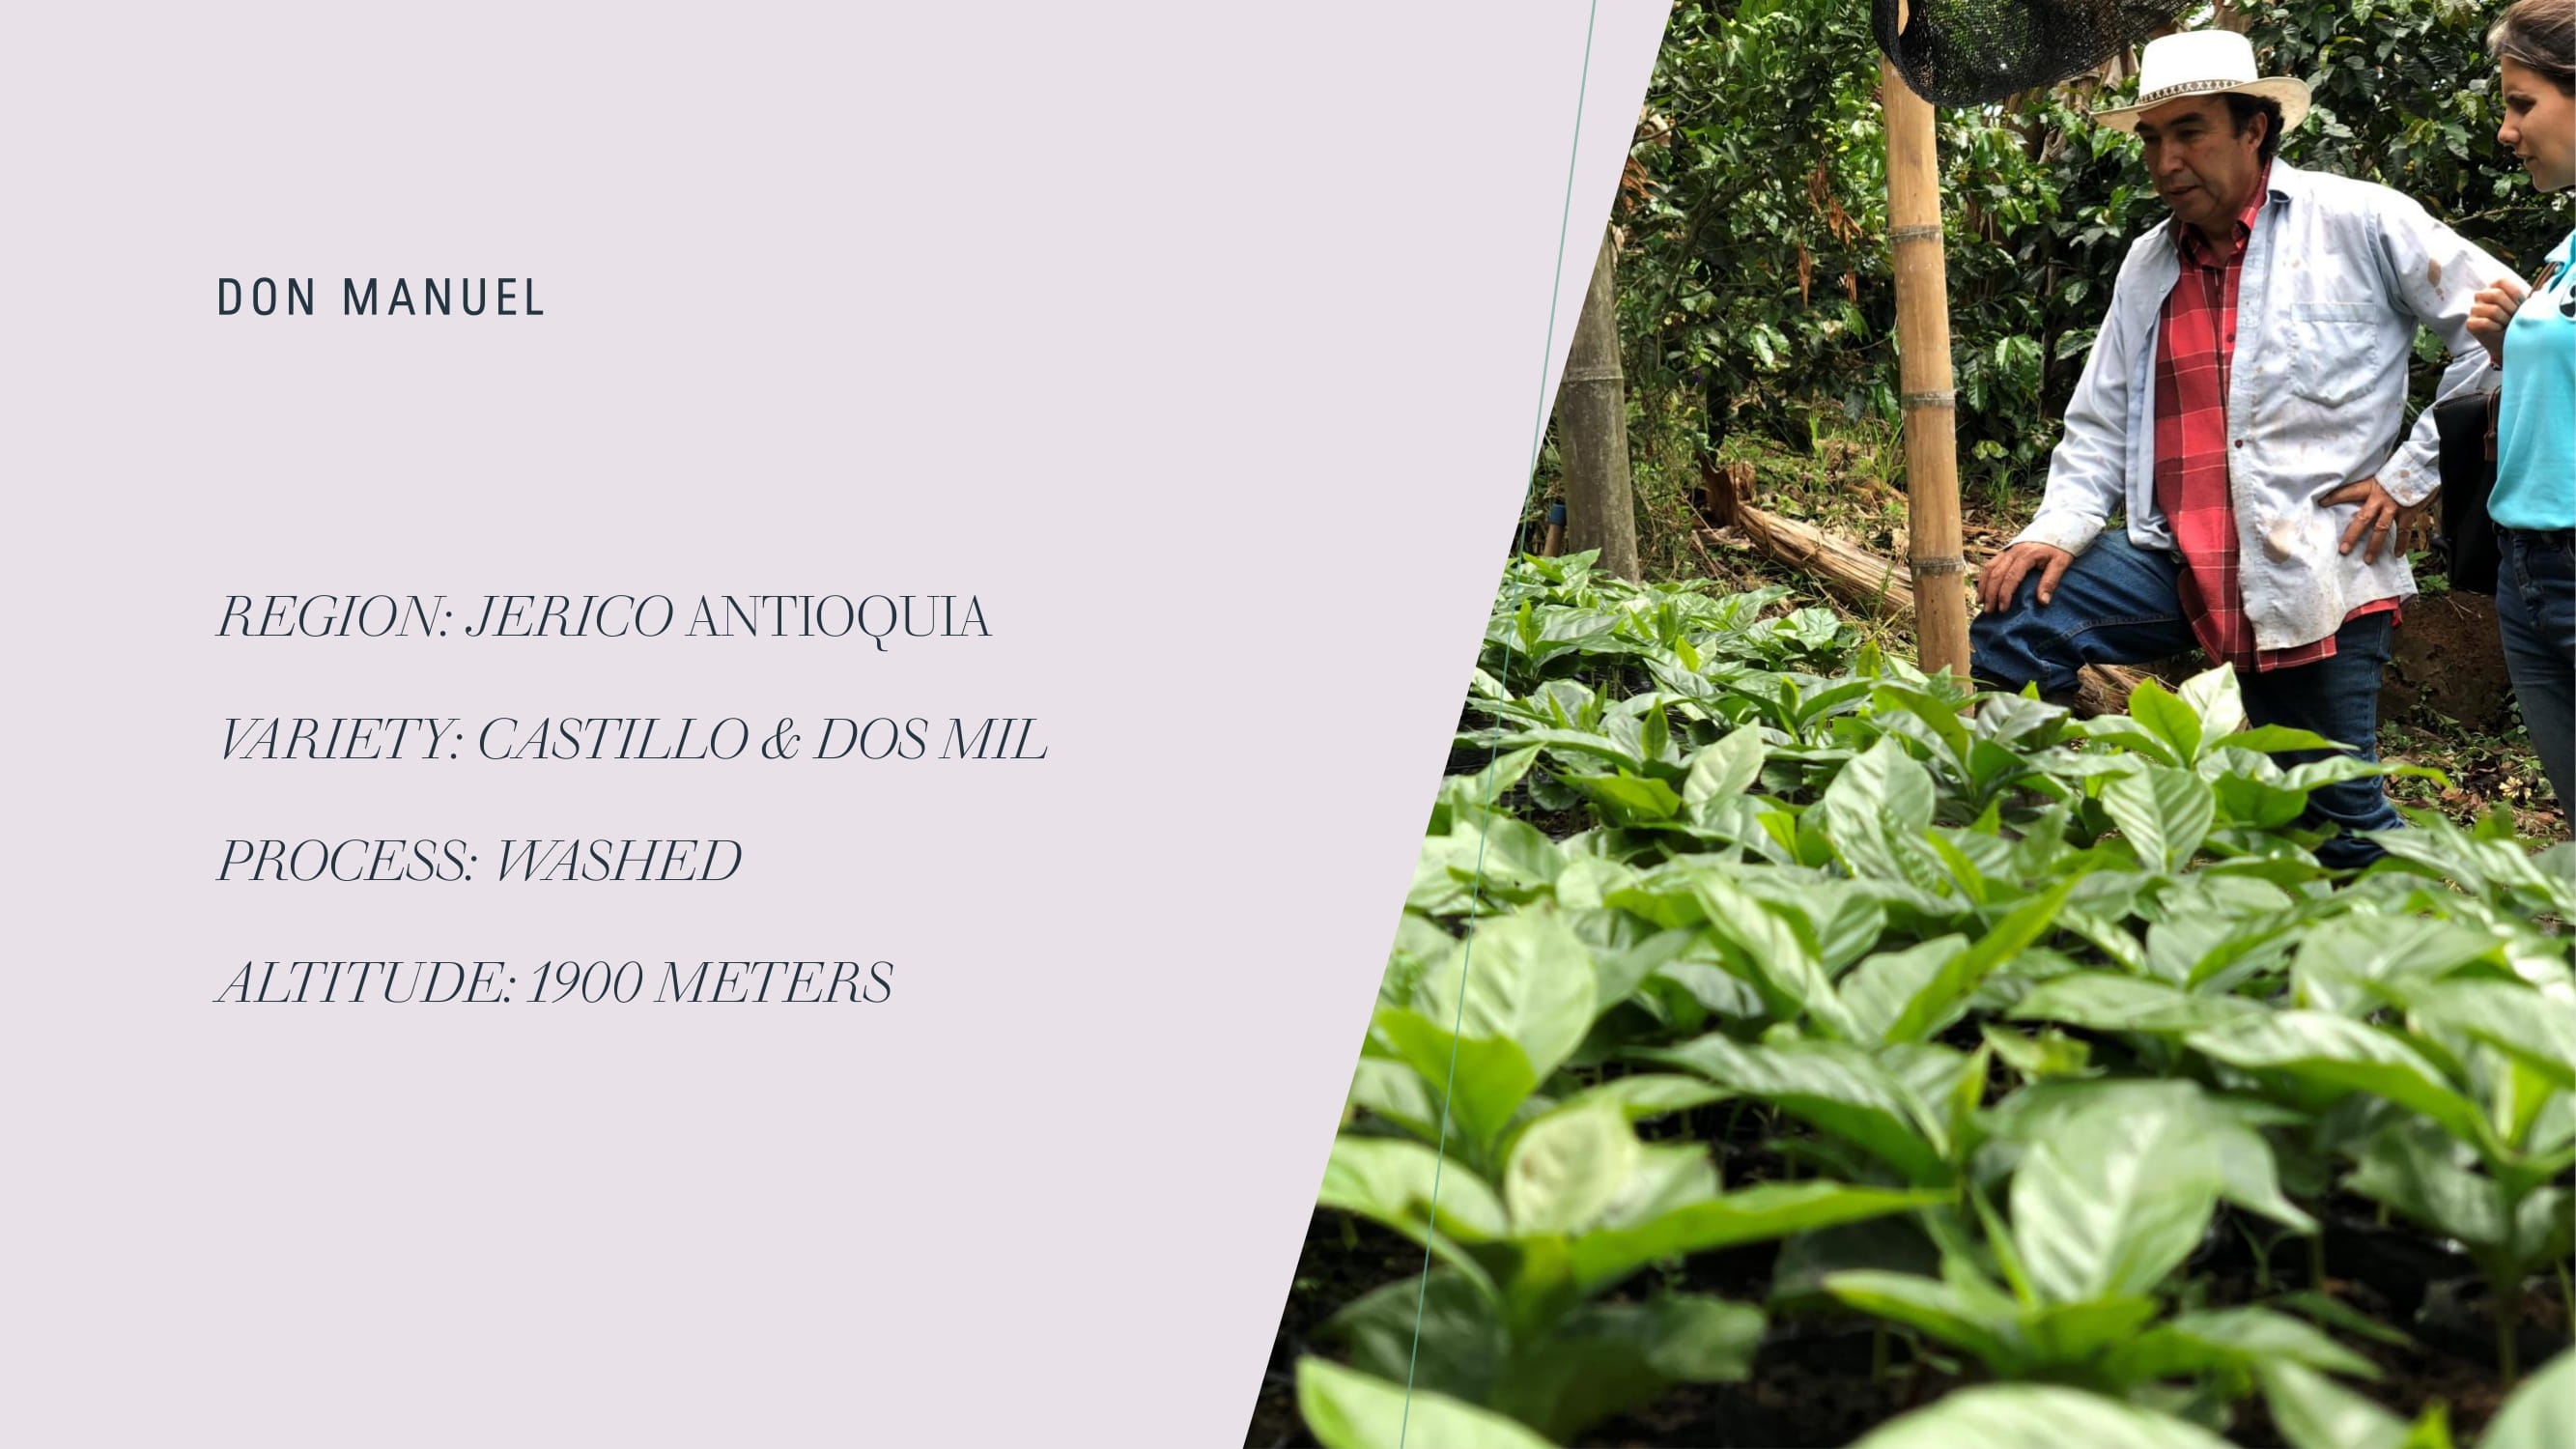 DON MANUEL
REGION: JERICO ANTIOQUIA
VARIETY: CASTILLO & DOS MIL
PROCESS: WASHED
ALTITUDE: 1900 METERS